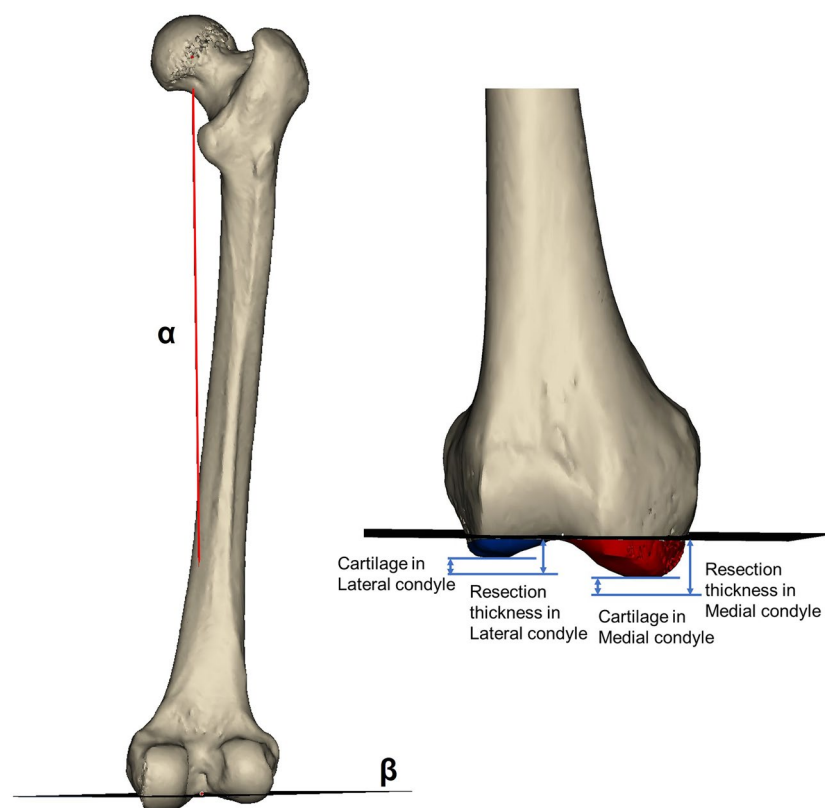 α
β
Cartilage in
Lateral condyle
Resection
thickness in
Lateral condyle
Cartilage in
Medial condyle
Resection
thickness in
Medial condyle